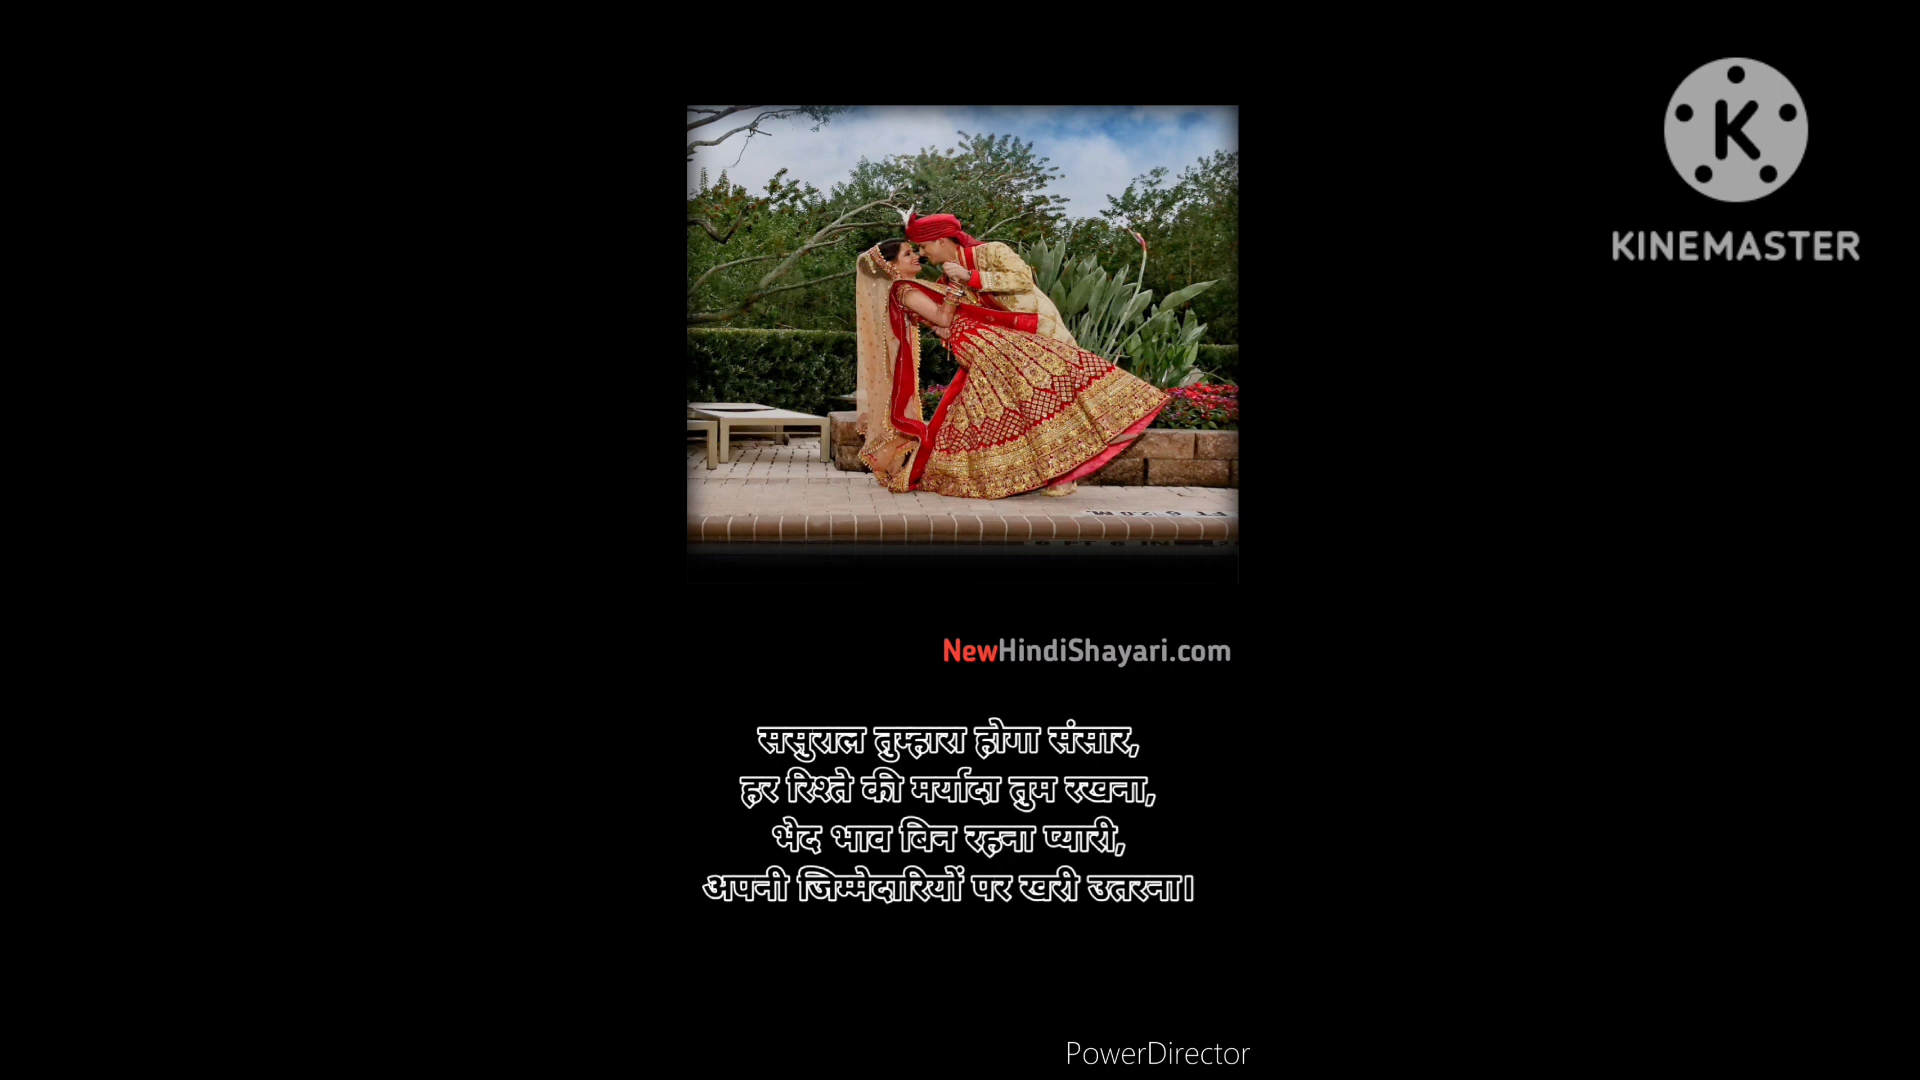 KINEMASTER
NewHindiShayari.com
ससुराल तुम्हारा होगा संसार,
हर रिश्ते की मर्यादा तुम रखना,
भेद भाव बिन रहना प्यारी,
अपनी जिम्मेदारियों पर खरी उतरना।
PowerDirector